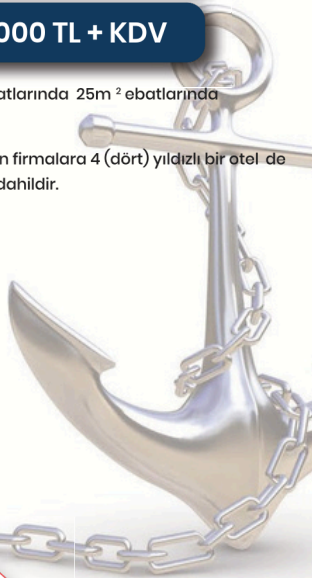 000 TL + KDV
atlarında 25m ² ebatlarında
n firmalara 4 (dört) yıldızlı bir otel de
dahildir.